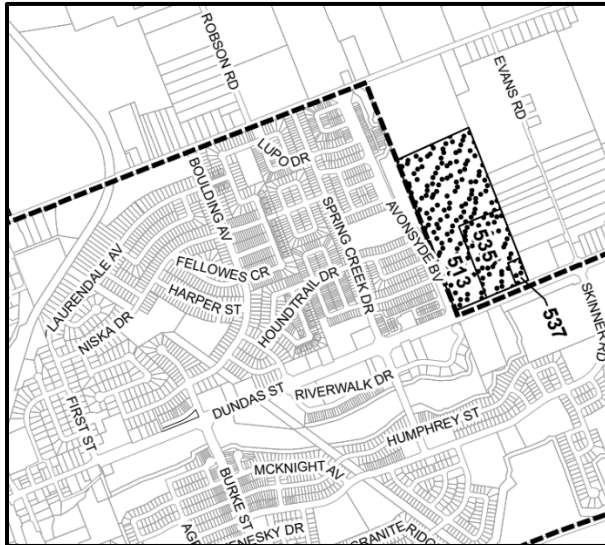 ROBSON RD
EVANS RD
LUPO DR
BOULDING AV
SPRING CREEK DR
AVONSYDE BV
LAURENDALE AV
FELLOWES CR
HARPER ST
HOUNDTRAIL DR
513
535
537
SKINNER RD
NISKA DR
FIRST ST
DUNDAS ST
RIVERWALK DR
HUMPHREY ST
BURKE ST
MCKNIGHT AV